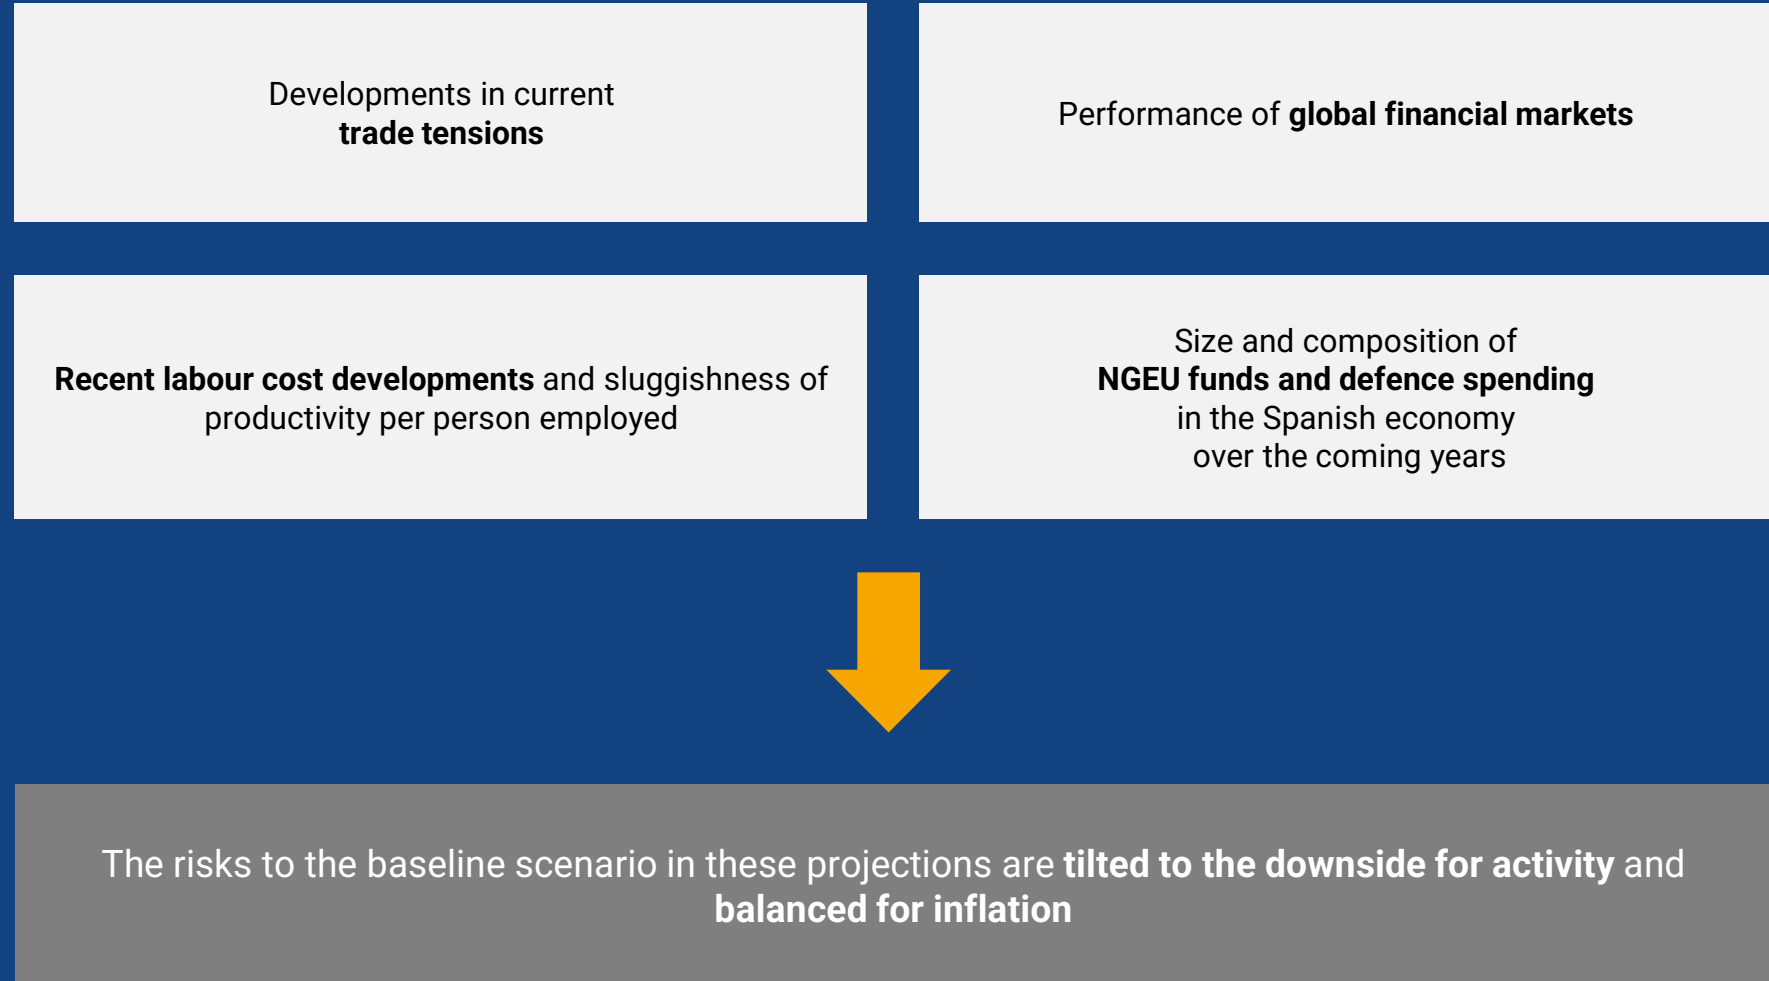 Developments in current
trade tensions
Performance of global financial markets
Recent labour cost developments and sluggishness of
productivity per person employed
Size and composition of
NGEU funds and defence spending
in the Spanish economy
over the coming years
The risks to the baseline scenario in these projections are tilted to the downside for activity and
balanced for inflation